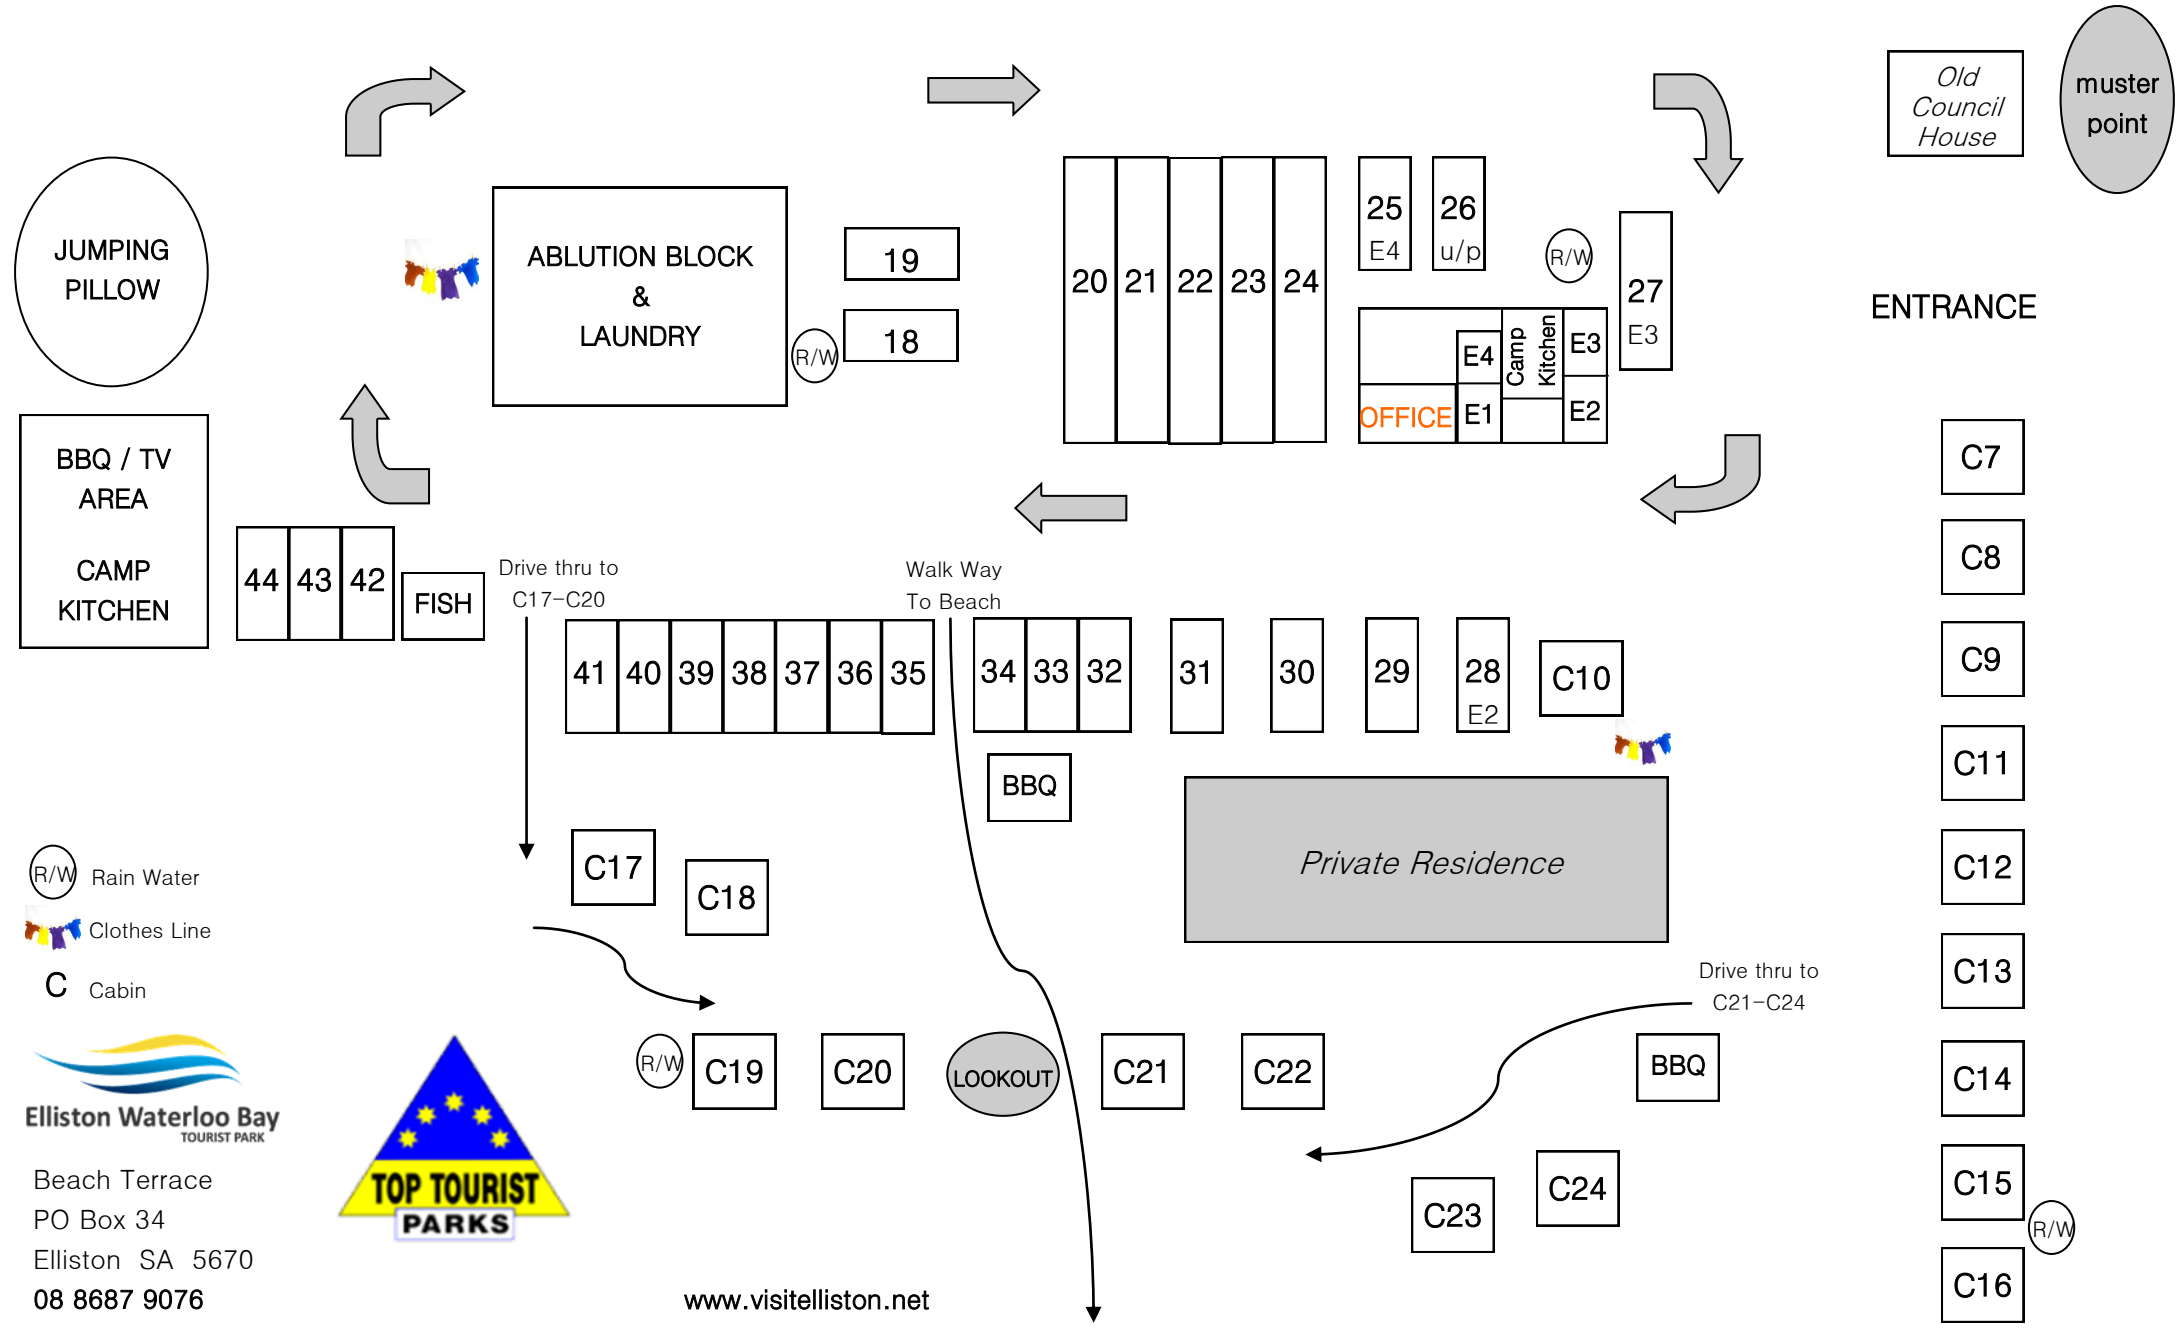 Old
Council
House
muster
point
JUMPING
PILLOW
ABLUTION BLOCK
&
LAUNDRY
R/W
19
18
20
21
22
23
24
25
E4
26
u/p
R/W
27
E3
ENTRANCE
OFFICE
E4
E1
Camp
Kitchen
E3
E2
BBQ / TV
AREA
CAMP
KITCHEN
44
43
42
FISH
Drive thru to
C17-C20
41
40
39
38
37
36
35
Walk Way
To Beach
34
33
32
31
30
29
28
E2
C10
BBQ
Private Residence
C7
C8
C9
C11
C12
C13
C14
C15
R/W
C16
C17
C18
R/W
C19
C20
LOOKOUT
C21
C22
Drive thru to
C21-C24
BBQ
C23
C24
R/W Rain Water
Clothes Line
C Cabin
Elliston Waterloo Bay
TOURIST PARK
TOP TOURIST
PARKS
Beach Terrace
PO Box 34
Elliston SA 5670
08 8687 9076
www.visitelliston.net